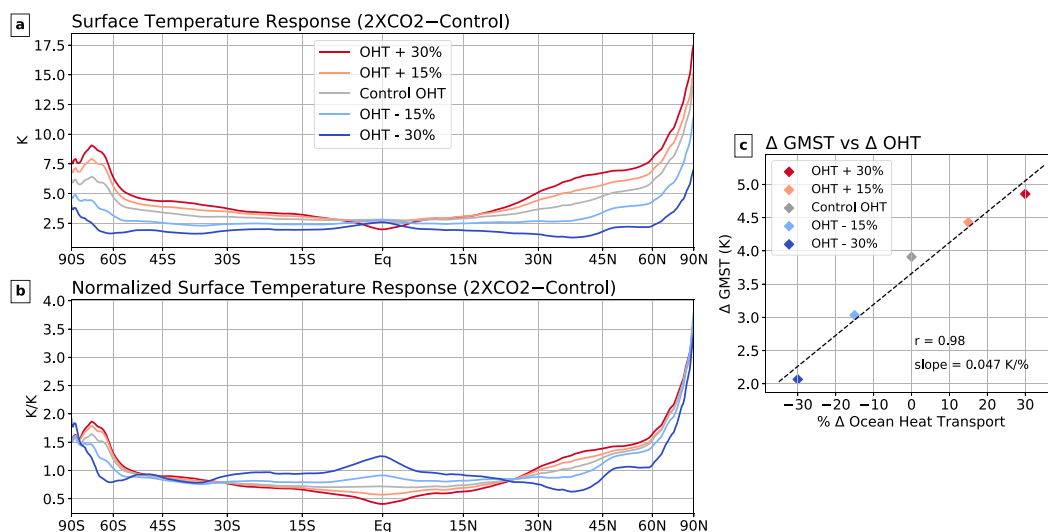 a
Surface Temperature Response (2XCO2−Control)
K
17.5
15.0
12.5
10.0
7.5
5.0
2.5
OHT + 30%
OHT + 15%
Control OHT
OHT - 15%
OHT - 30%
90S 60S 45S 30S 15S Eq 15N 30N 45N 60N 90N
b
Normalized Surface Temperature Response (2XCO2−Control)
K/K
4.0
3.5
3.0
2.5
2.0
1.5
1.0
0.5
90S 60S 45S 30S 15S Eq 15N 30N 45N 60N 90N
c
Δ GMST vs Δ OHT
Δ GMST (K)
5.0
4.5
4.0
3.5
3.0
2.5
2.0
OHT + 30%
OHT + 15%
Control OHT
OHT - 15%
OHT - 30%
r = 0.98
slope = 0.047 K/%
−30 −20 −10 0 10 20 30
% Δ Ocean Heat Transport